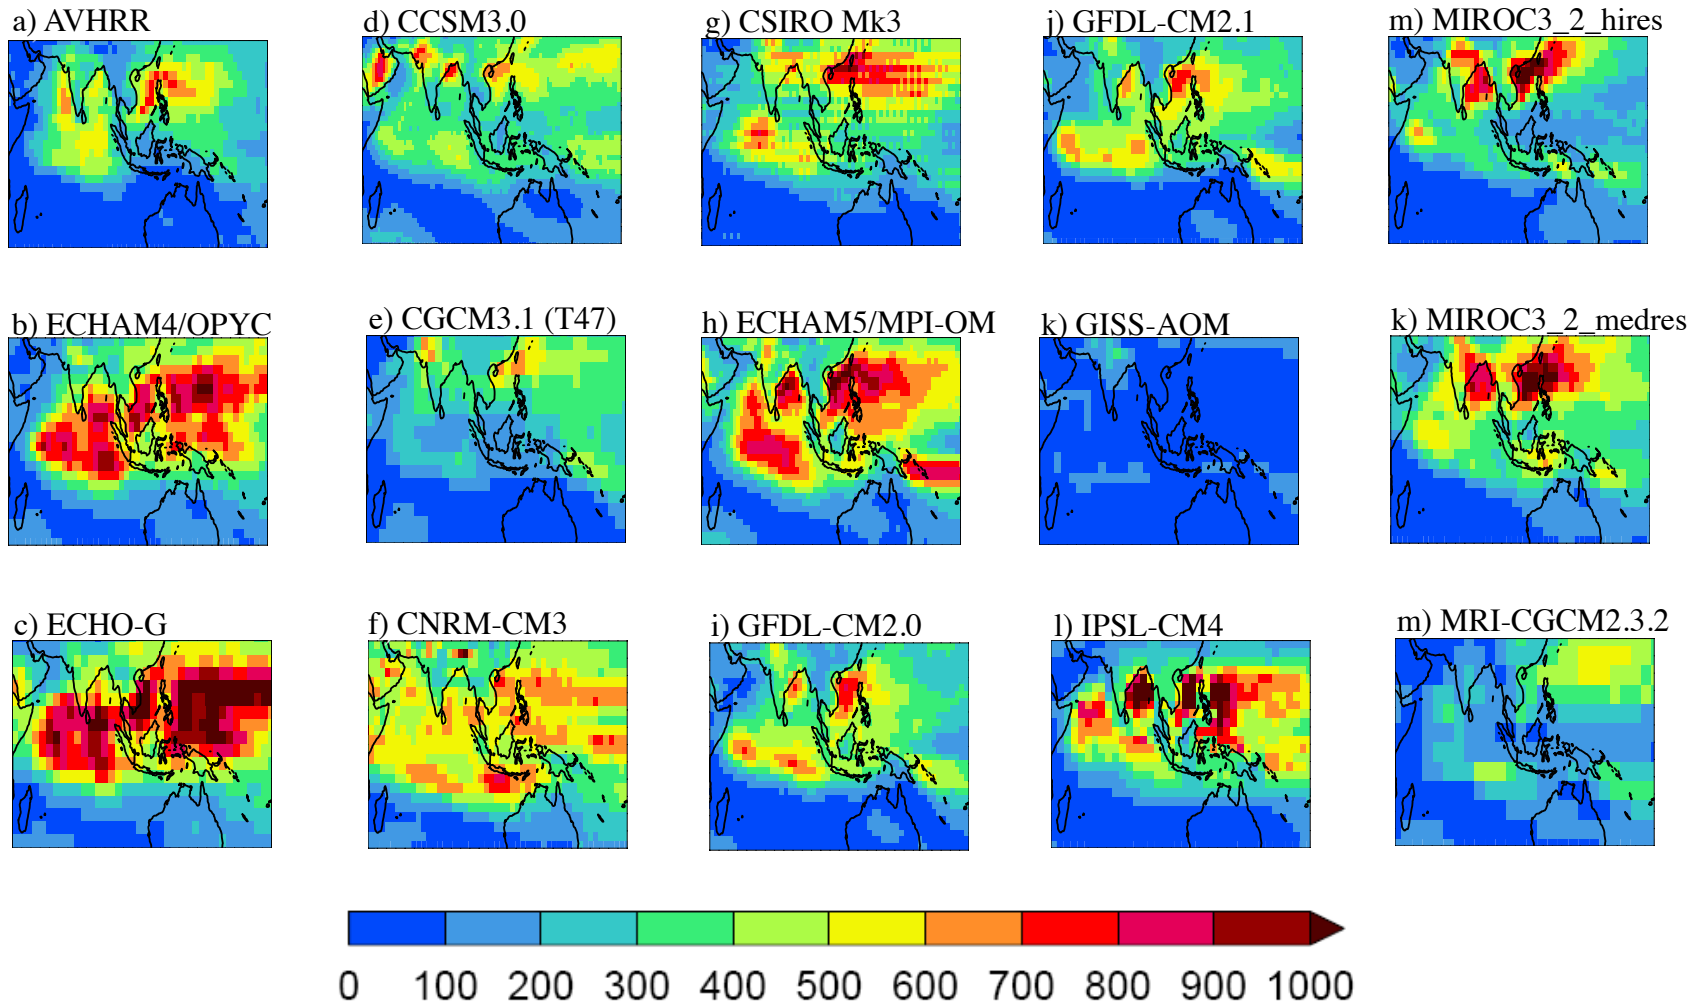 a) AVHRR
d) CCSM3.0
g) CSIRO Mk3
j) GFDL-CM2.1
m) MIROC3_2_hires
b) ECHAM4/OPYC
e) CGCM3.1 (T47)
h) ECHAM5/MPI-OM
k) GISS-AOM
k) MIROC3_2_medres
c) ECHO-G
f) CNRM-CM3
i) GFDL-CM2.0
l) IPSL-CM4
m) MRI-CGCM2.3.2
0 100 200 300 400 500 600 700 800 900 1000